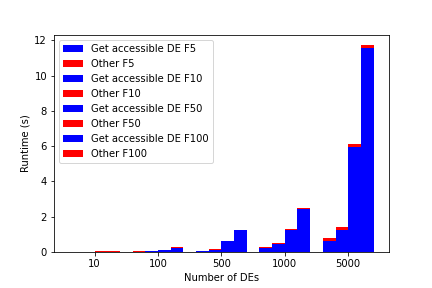 12
10
8
6
4
2
0
Runtime (s)
Get accessible DE F5
Other F5
Get accessible DE F10
Other F10
Get accessible DE F50
Other F50
Get accessible DE F100
Other F100
10 100 500 1000 5000
Number of DEs